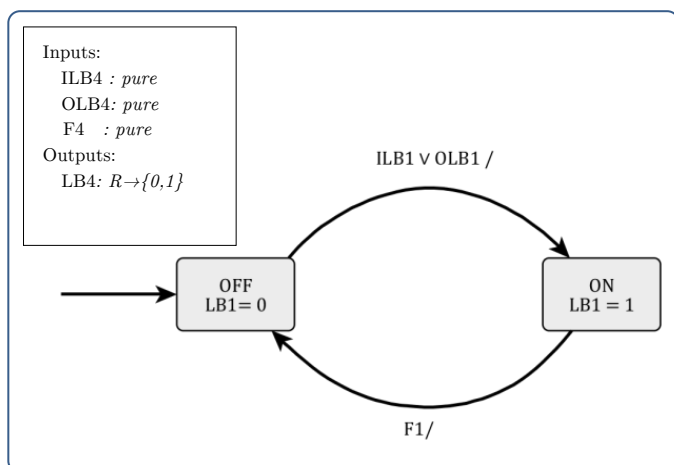 Inputs:
ILB4 : pure
OLB4: pure
F4 : pure
Outputs:
LB4: R→{0,1}
ILB1 ∨ OLB1 /
OFF
LB1= 0
ON
LB1 = 1
F1/